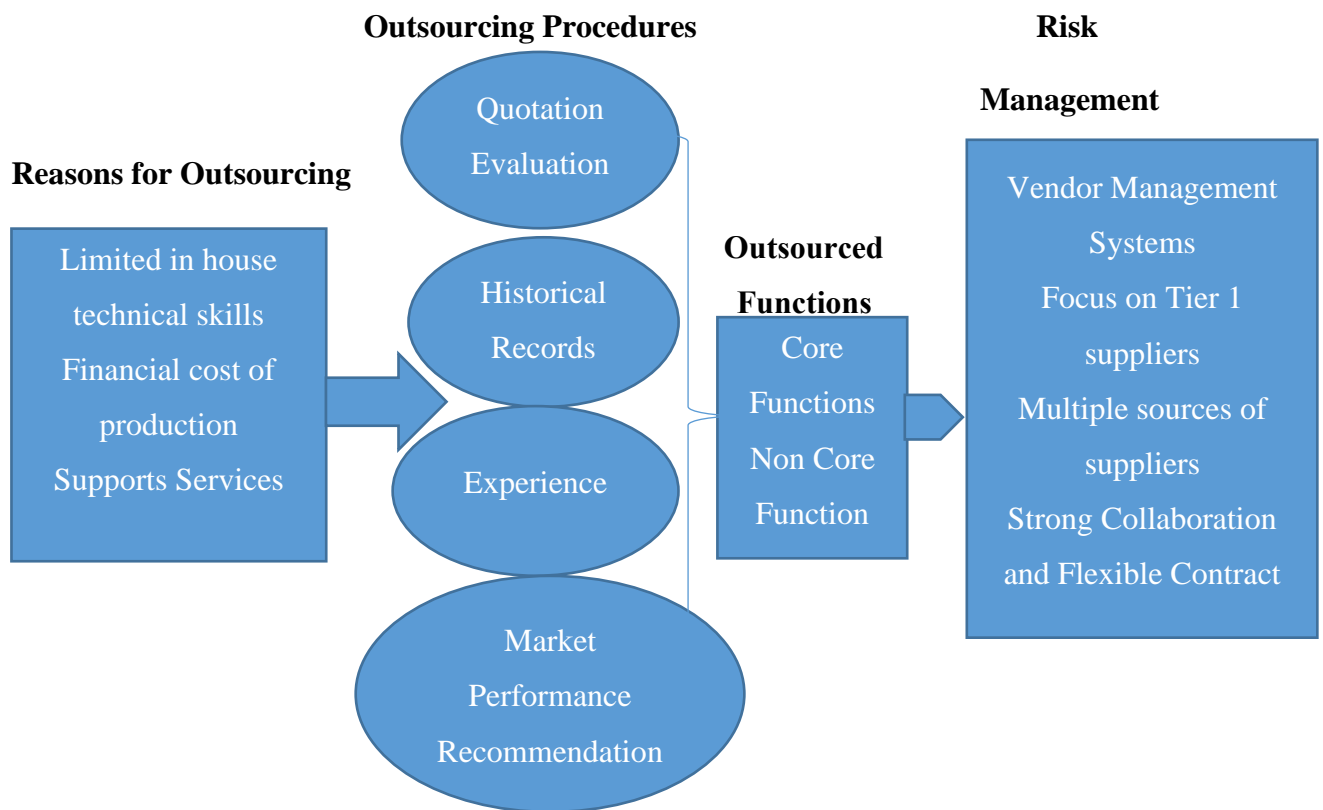 Outsourcing Procedures
Risk
Management
Reasons for Outsourcing
Limited in house
technical skills
Financial cost of
production
Supports Services
Quotation
Evaluation
Historical
Records
Experience
Market
Performance
Recommendation
Outsourced
Functions
Core
Functions
Non Core
Function
Vendor Management
Systems
Focus on Tier 1
suppliers
Multiple sources of
suppliers
Strong Collaboration
and Flexible Contract